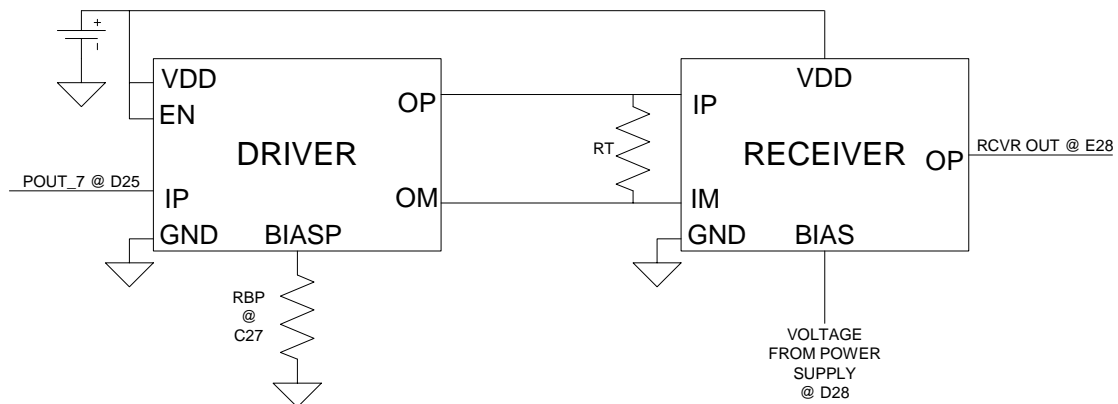 +
VDD
EN
OP
DRIVER
POUT_7 @ D25
IP
OM
GND
BIASP
RBP
@
C27
RT
VDD
IP
RECEIVER
OP
RCVR OUT @ E28
IM
GND
BIAS
VOLTAGE
FROM POWER
SUPPLY
@ D28